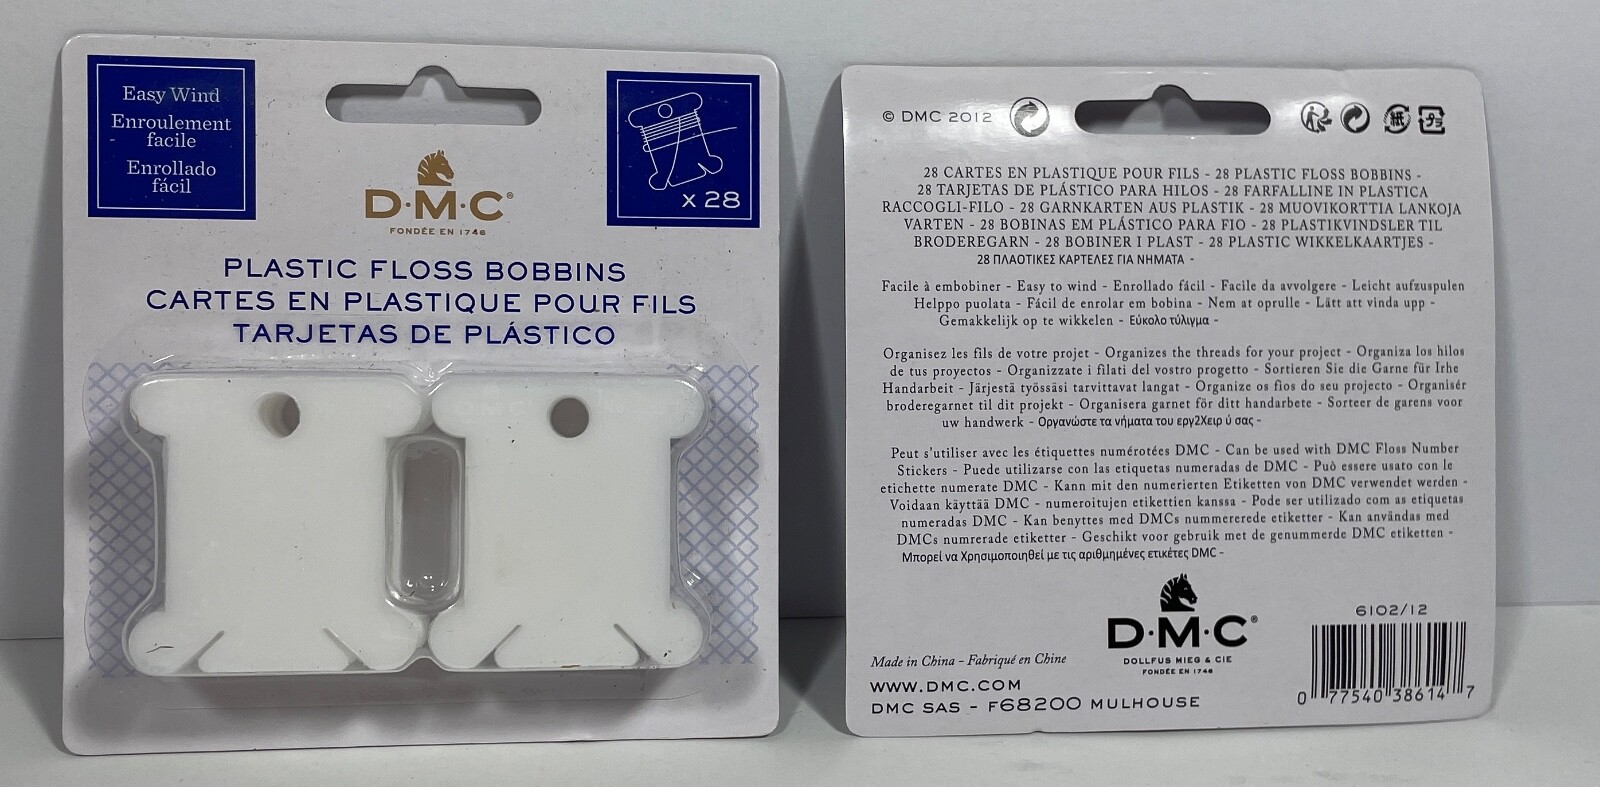 Easy Wind
Enroulement
facile
Enrollado
fácil
D·M·C®
FONDÉE EN 1746
x 28
PLASTIC FLOSS BOBBINS
CARTES EN PLASTIQUE POUR FILS
TARJETAS DE PLÁSTICO
© DMC 2012
紙
プラ
28 CARTES EN PLASTIQUE POUR FILS - 28 PLASTIC FLOSS BOBBINS -
28 TARJETAS DE PLÁSTICO PARA HILOS - 28 FARFALLINE IN PLASTICA
RACCOGLI-FILO - 28 GARNKARTEN AUS PLASTIK - 28 MUOVIKORTTIA LANKOJA
VARTEN - 28 BOBINAS EM PLÁSTICO PARA FIO - 28 PLASTIKVINDSLER TIL
BRODEREGARN - 28 BOBINER I PLAST - 28 PLASTIC WIKKELKAARTJES -
28 ΠΛΑΟΤΙΚΕΣ ΚΑΡΤΕΛΕΣ ΓΙΑ ΝΗΜΑΤΑ -
Facile à embobiner - Easy to wind - Enrollado fácil - Facile da avvolgere - Leicht aufzuspulen
Helppo puolata - Fácil de enrolar em bobina - Nem at oprulle - Lätt att vinda upp -
Gemakkelijk op te wikkelen - Εύκολο τύλιγμα -
Organisez les fils de votre projet - Organizes the threads for your project - Organiza los hilos
de tus proyectos - Organizzate i filati del vostro progetto - Sortieren Sie die Garne für Irhe
Handarbeit - Järjestä työssäsi tarvittavat langat - Organize os fios do seu projecto - Organisér
broderegarnet til dit projekt - Organisera garnet för ditt handarbete - Sorteer de garens voor
uw handwerk - Οργανώστε τα νήματα του εργ2Χειρ ύ σας -
Peut s'utiliser avec les étiquettes numérotées DMC - Can be used with DMC Floss Number
Stickers - Puede utilizarse con las etiquetas numeradas de DMC - Può essere usato con le
etichette numerate DMC - Kann mit den numerierten Etiketten von DMC verwendet werden -
Voidaan käyttää DMC - numeroitujen etikettien kanssa - Pode ser utilizado com as etiquetas
numeradas DMC - Kan benyttes med DMCs nummererede etiketter - Kan användas med
DMCs numrerade etiketter - Geschikt voor gebruik met de genummerde DMC etiketten -
Μπορεί να Χρησιμοποιηθεί με τις αριθμημένες ετικέτες DMC -
D·M·C®
DOLLFUS MIEG & CIE
FONDÉE EN 1746
6102/12
Made in China - Fabriqué en Chine
WWW.DMC.COM
DMC SAS - F68200 MULHOUSE
0 77540 38614 7